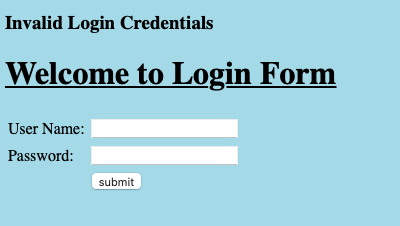 Invalid Login Credentials
Welcome to Login Form
User Name:
Password:
submit